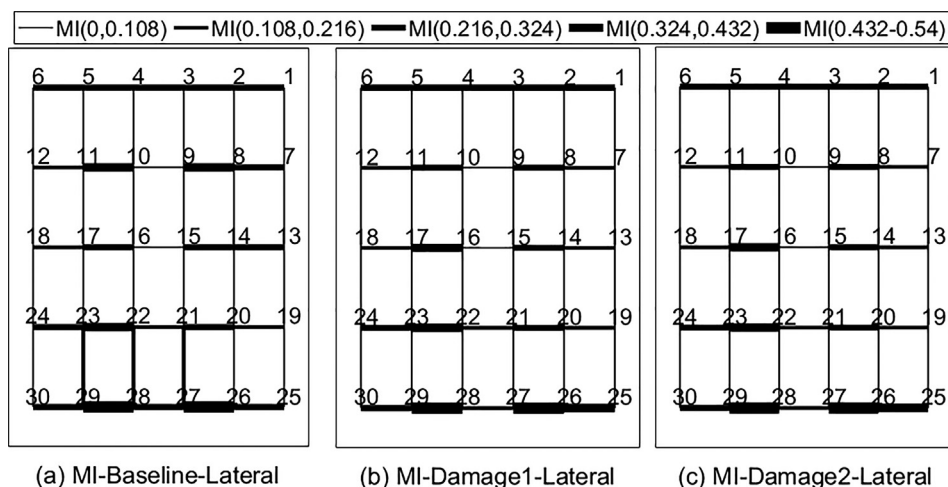 MI(0,0.108) MI(0.108,0.216) MI(0.216,0.324) MI(0.324,0.432) MI(0.432-0.54)
6 5 4 3 2 1
12 11 10 9 8 7
18 17 16 15 14 13
24 23 22 21 20 19
30 29 28 27 26 25
(a) MI-Baseline-Lateral
6 5 4 3 2 1
12 11 10 9 8 7
18 17 16 15 14 13
24 23 22 21 20 19
30 29 28 27 26 25
(b) MI-Damage1-Lateral
6 5 4 3 2 1
12 11 10 9 8 7
18 17 16 15 14 13
24 23 22 21 20 19
30 29 28 27 26 25
(c) MI-Damage2-Lateral